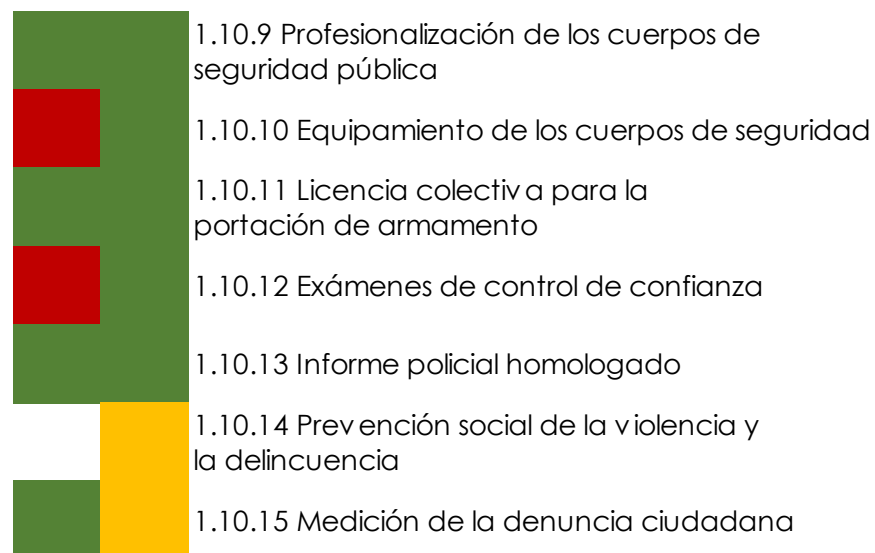 1.10.9 Profesionalización de los cuerpos de
seguridad pública
1.10.10 Equipamiento de los cuerpos de seguridad
1.10.11 Licencia colectiva para la
portación de armamento
1.10.12 Exámenes de control de confianza
1.10.13 Informe policial homologado
1.10.14 Prevención social de la violencia y
la delincuencia
1.10.15 Medición de la denuncia ciudadana